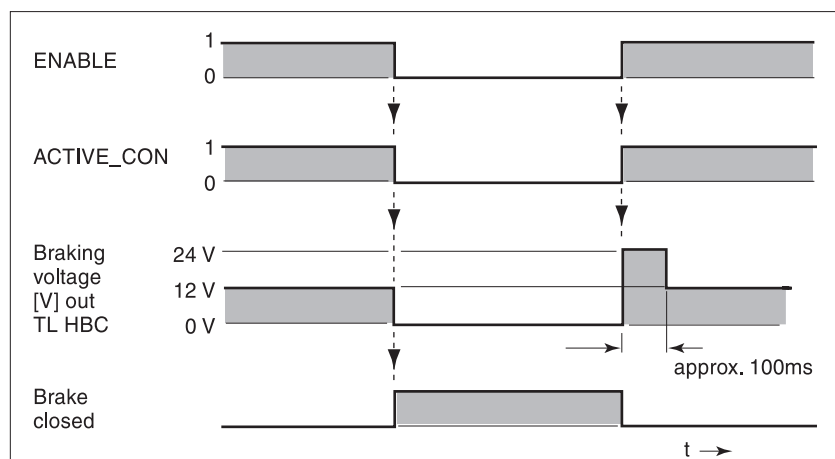 ENABLE
1
0
ACTIVE_CON
1
0
Braking
voltage
[V] out
TL HBC
24 V
12 V
0 V
approx. 100ms
Brake
closed
t